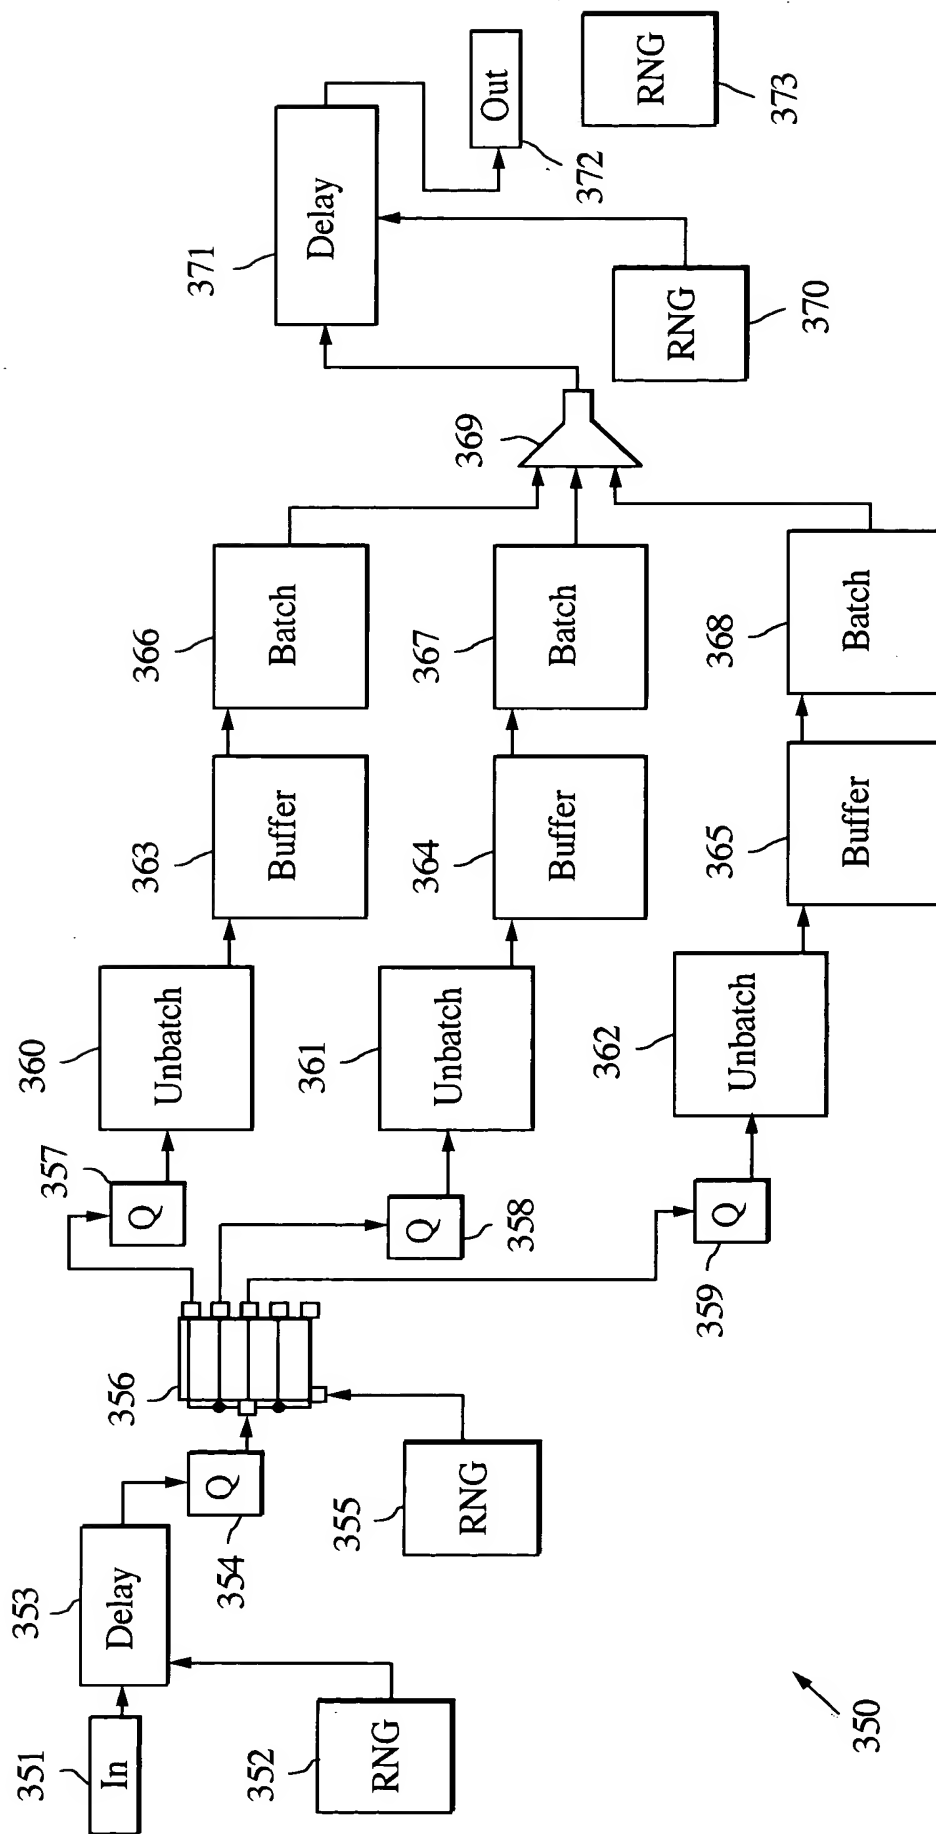 351
In
352
RNG
353
Delay
354
Q
355
RNG
356
357
Q
358
Q
359
Q
360
Unbatch
361
Unbatch
362
Unbatch
363
Buffer
364
Buffer
365
Buffer
366
Batch
367
Batch
368
Batch
369
370
RNG
371
Delay
372
Out
373
RNG
350